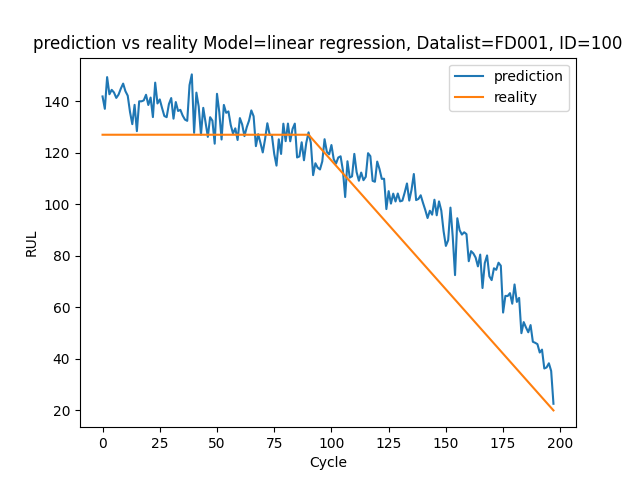 prediction vs reality Model=linear regression, Datalist=FD001, ID=100
prediction
reality
140
120
100
80
60
40
20
RUL
0 25 50 75 100 125 150 175 200
Cycle